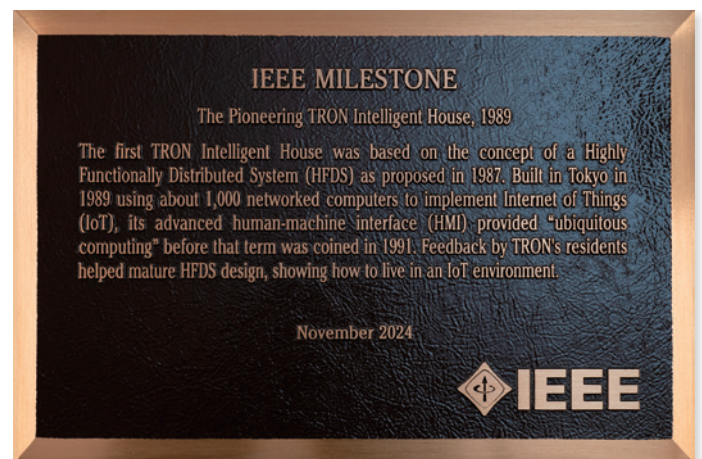 IEEE MILESTONE
The Pioneering TRON Intelligent House, 1989
The first TRON Intelligent House was based on the concept of a Highly
Functionally Distributed System (HFDS) as proposed in 1987. Built in Tokyo in
1989 using about 1,000 networked computers to implement Internet of Things
(IoT), its advanced human-machine interface (HMI) provided “ubiquitous
computing” before that term was coined in 1991. Feedback by TRON's residents
helped mature HFDS design, showing how to live in an IoT environment.
November 2024
IEEE